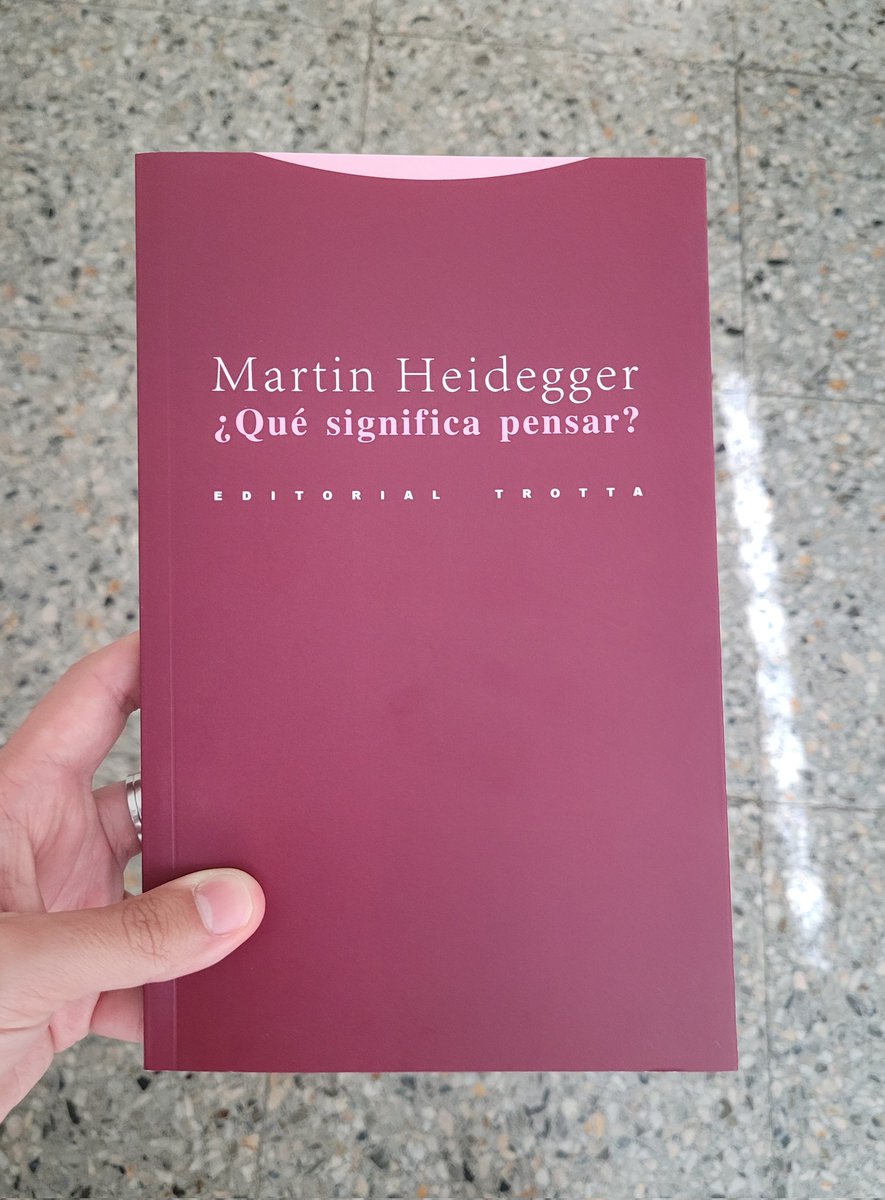 Martin Heidegger
¿Qué significa pensar?
EDITORIAL TROTTA